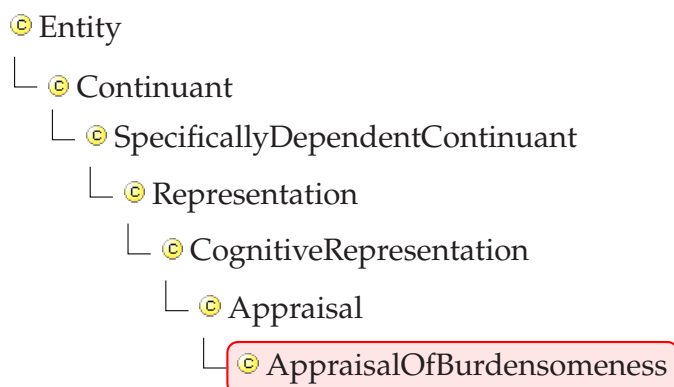 © Entity
© Continuant
© SpecificallyDependentContinuant
© Representation
© CognitiveRepresentation
© Appraisal
© AppraisalOfBurdensomeness